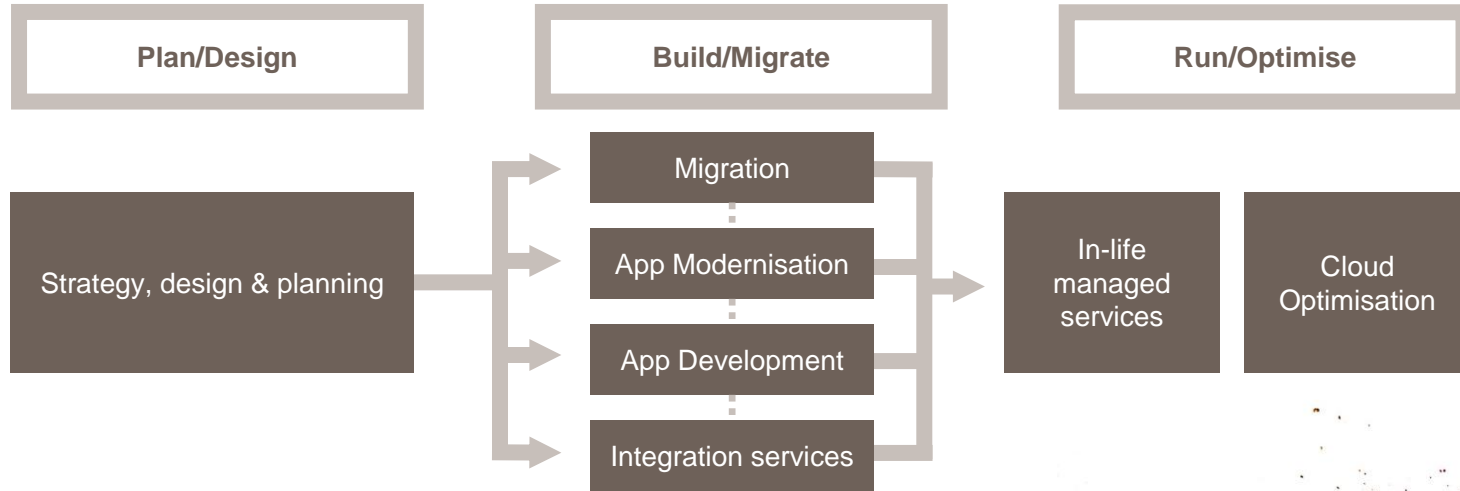 Plan/Design
Build/Migrate
Run/Optimise
Strategy, design & planning
Migration
App Modernisation
App Development
Integration services
In-life
managed
services
Cloud
Optimisation